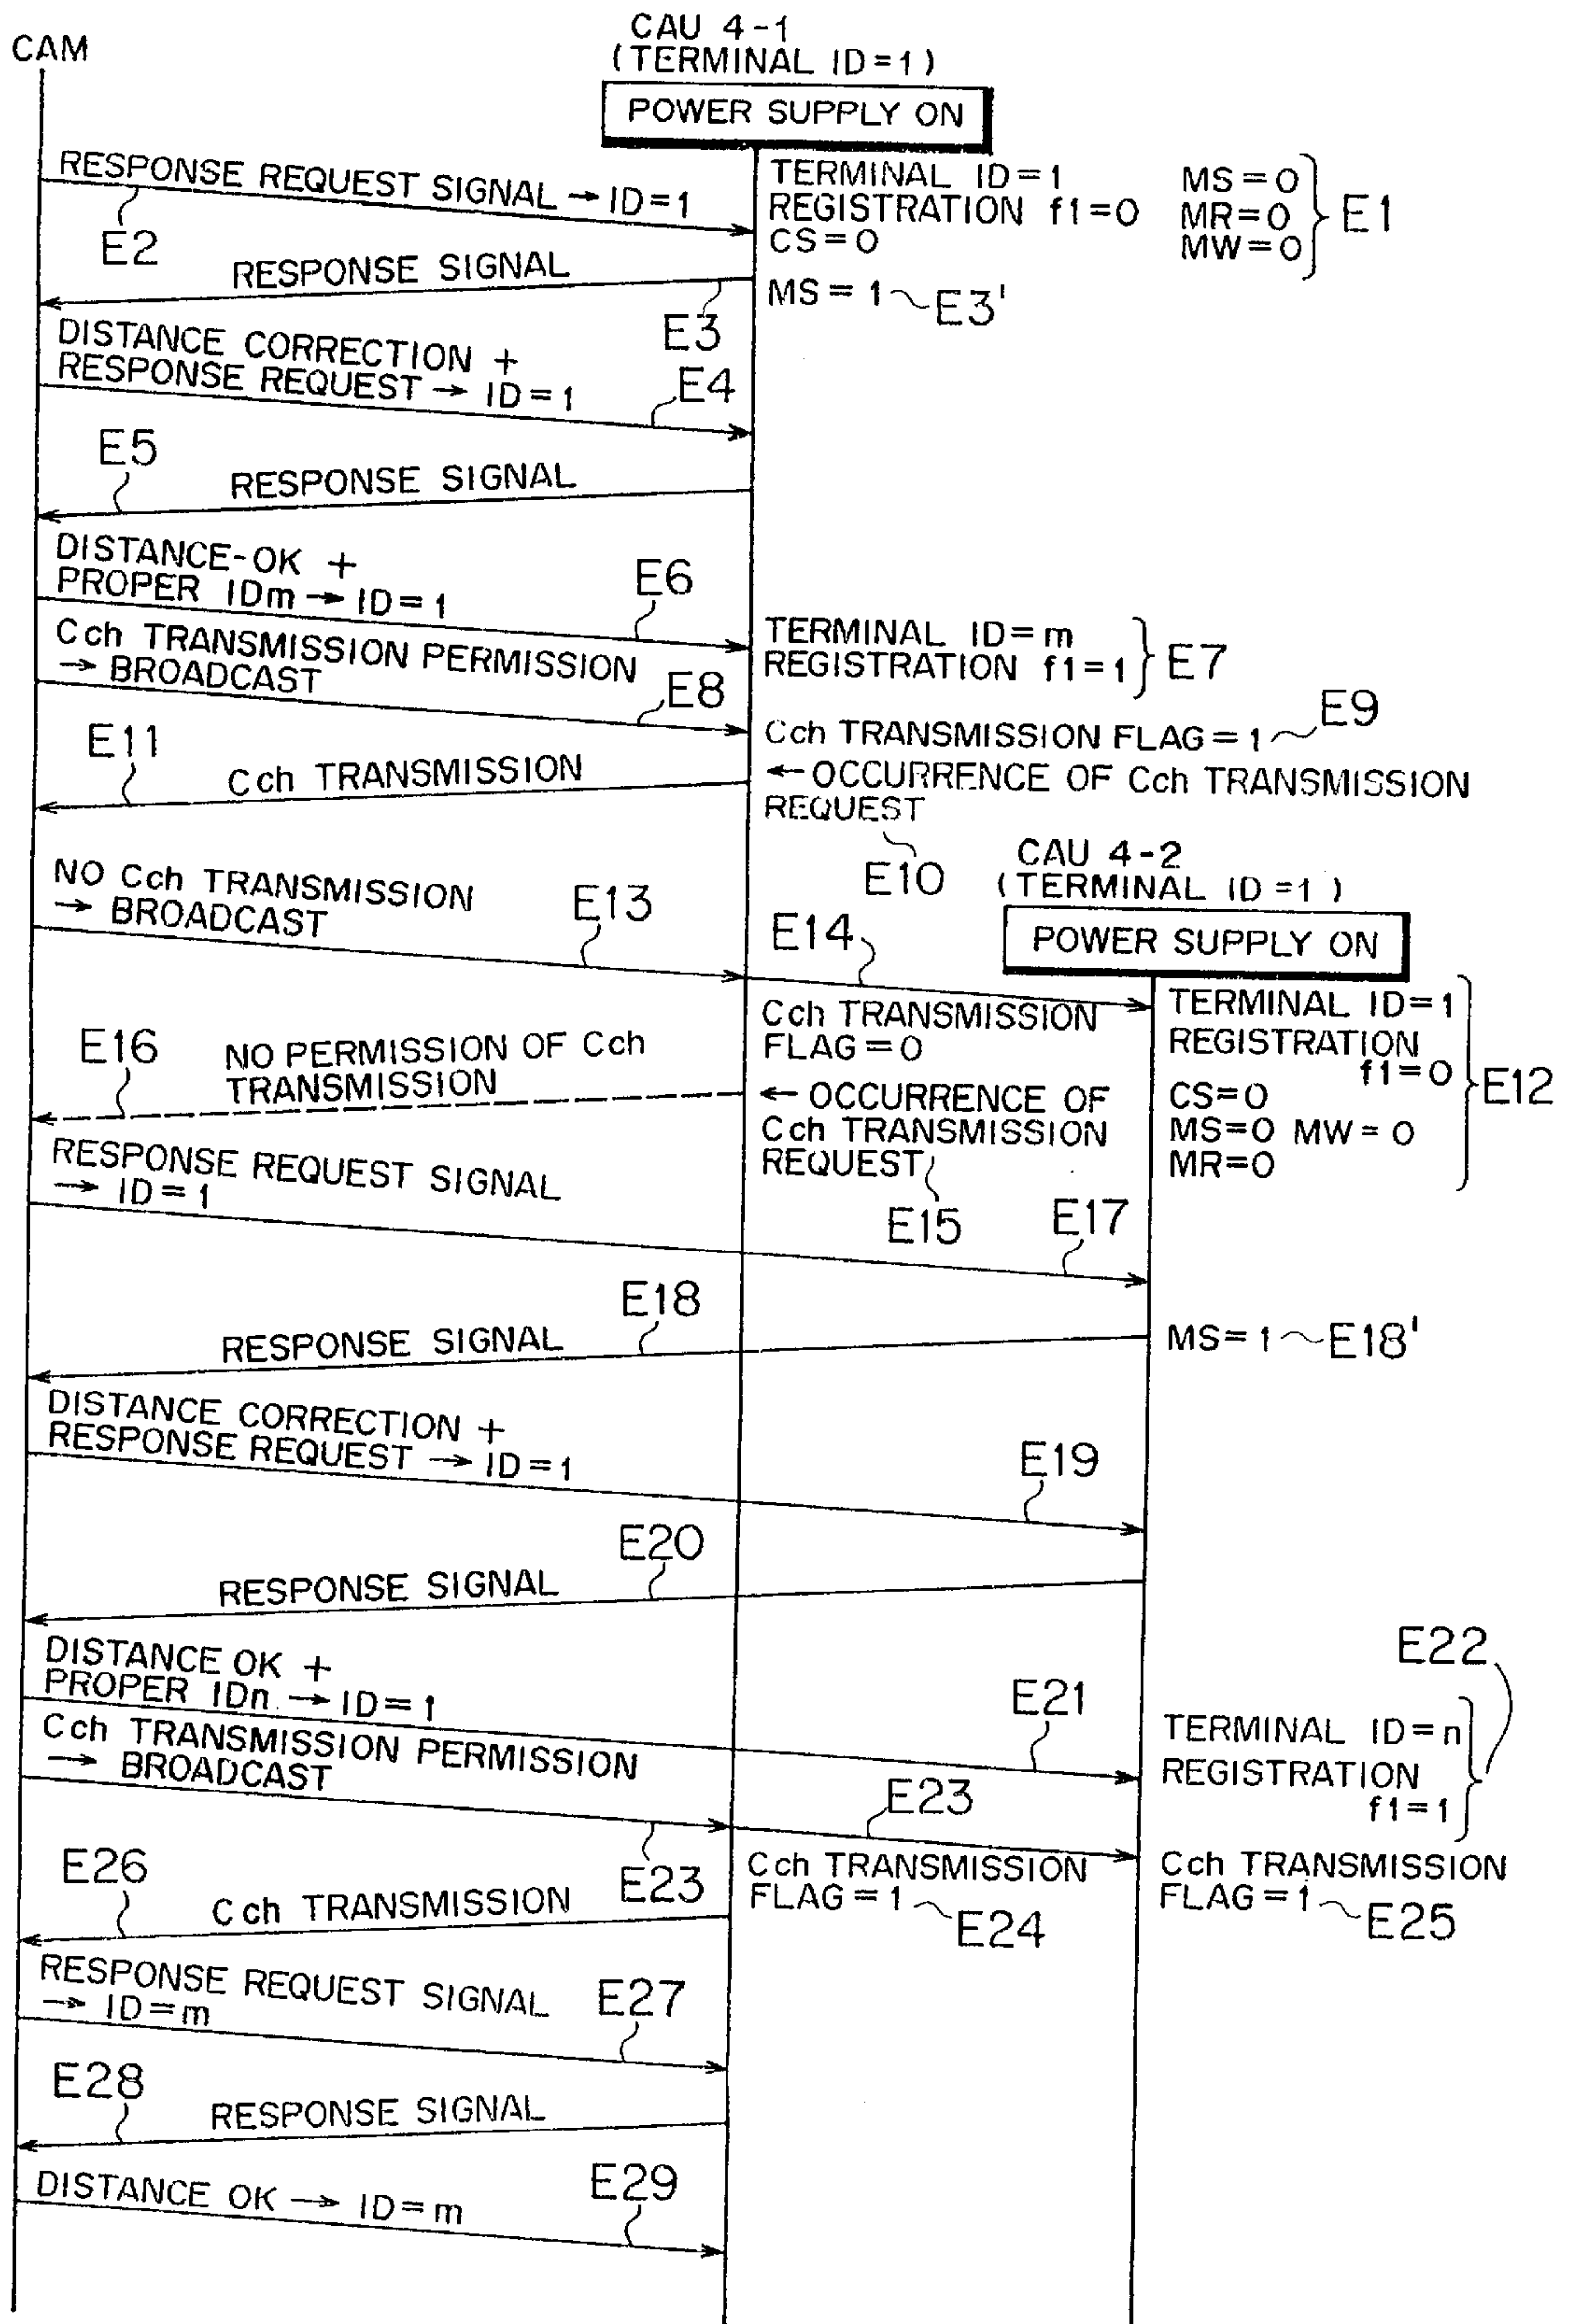 CAM
CAU 4-1
(TERMINAL ID=1)
POWER SUPPLY ON
RESPONSE REQUEST SIGNAL → ID=1
E2
TERMINAL ID=1
REGISTRATION f1=0
CS=0
MS=0
MR=0
MW=0
E1
RESPONSE SIGNAL
E3
MS=1
E3'
DISTANCE CORRECTION +
RESPONSE REQUEST → ID=1
E4
E5
RESPONSE SIGNAL
DISTANCE-OK +
PROPER IDm → ID=1
E6
TERMINAL ID=m
REGISTRATION f1=1
E7
Cch TRANSMISSION PERMISSION
→ BROADCAST
E8
Cch TRANSMISSION FLAG=1
E9
E11
Cch TRANSMISSION
← OCCURRENCE OF Cch TRANSMISSION
REQUEST
E10
CAU 4-2
(TERMINAL ID=1)
POWER SUPPLY ON
NO Cch TRANSMISSION
→ BROADCAST
E13
E14
Cch TRANSMISSION
FLAG=0
TERMINAL ID=1
REGISTRATION
f1=0
CS=0
MS=0 MW=0
MR=0
E12
E16
NO PERMISSION OF Cch
TRANSMISSION
← OCCURRENCE OF
Cch TRANSMISSION
REQUEST
E15
RESPONSE REQUEST SIGNAL
→ ID=1
E17
E18
RESPONSE SIGNAL
MS=1
E18'
DISTANCE CORRECTION +
RESPONSE REQUEST → ID=1
E19
E20
RESPONSE SIGNAL
DISTANCE OK +
PROPER IDn → ID=1
E21
E22
TERMINAL ID=n
REGISTRATION
f1=1
Cch TRANSMISSION PERMISSION
→ BROADCAST
E23
E23
Cch TRANSMISSION
FLAG=1
E24
Cch TRANSMISSION
FLAG=1
E25
E26
Cch TRANSMISSION
RESPONSE REQUEST SIGNAL
→ ID=m
E27
E28
RESPONSE SIGNAL
DISTANCE OK → ID=m
E29